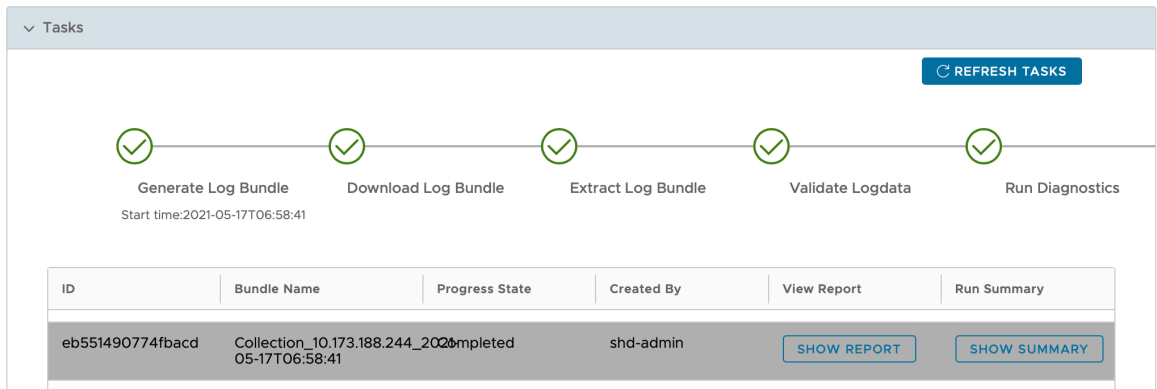 Tasks
REFRESH TASKS
Generate Log Bundle
Download Log Bundle
Extract Log Bundle
Validate Logdata
Run Diagnostics
Start time:2021-05-17T06:58:41
ID
Bundle Name
Progress State
Created By
View Report
Run Summary
eb551490774fbacd
Collection_10.173.188.244_2021-
05-17T06:58:41
Completed
shd-admin
SHOW REPORT
SHOW SUMMARY